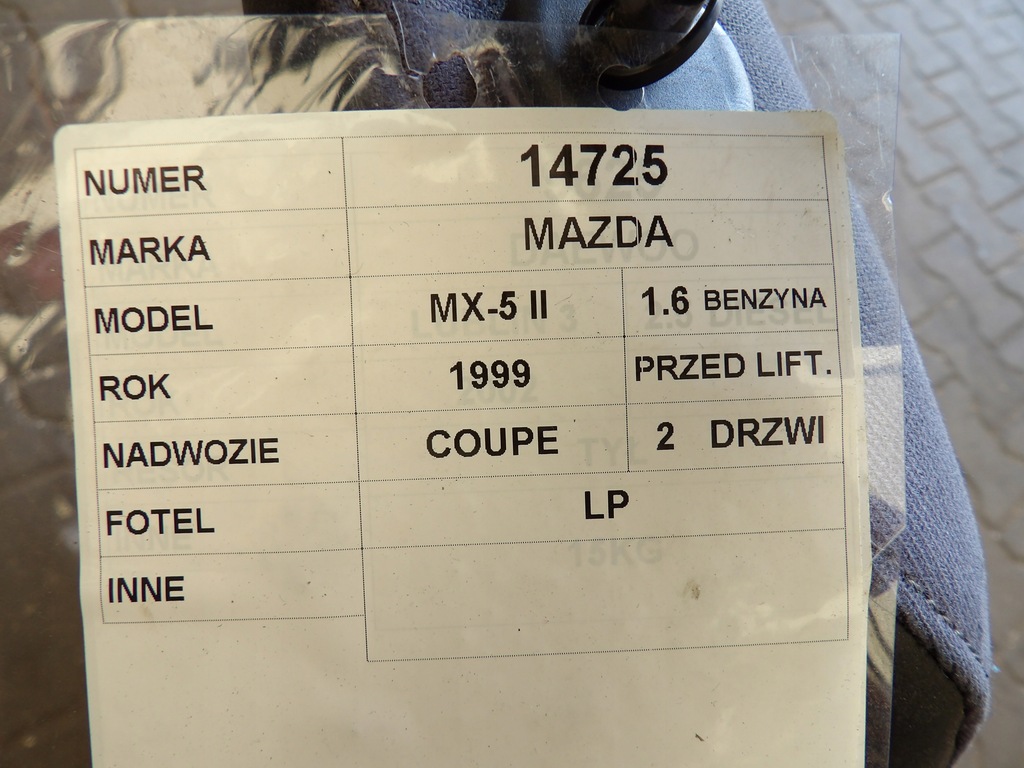 NUMER 14725
MARKA MAZDA
MODEL MX-5 II 1.6 BENZYNA
ROK 1999 PRZED LIFT.
NADWOZIE COUPE 2 DRZWI
FOTEL LP
INNE